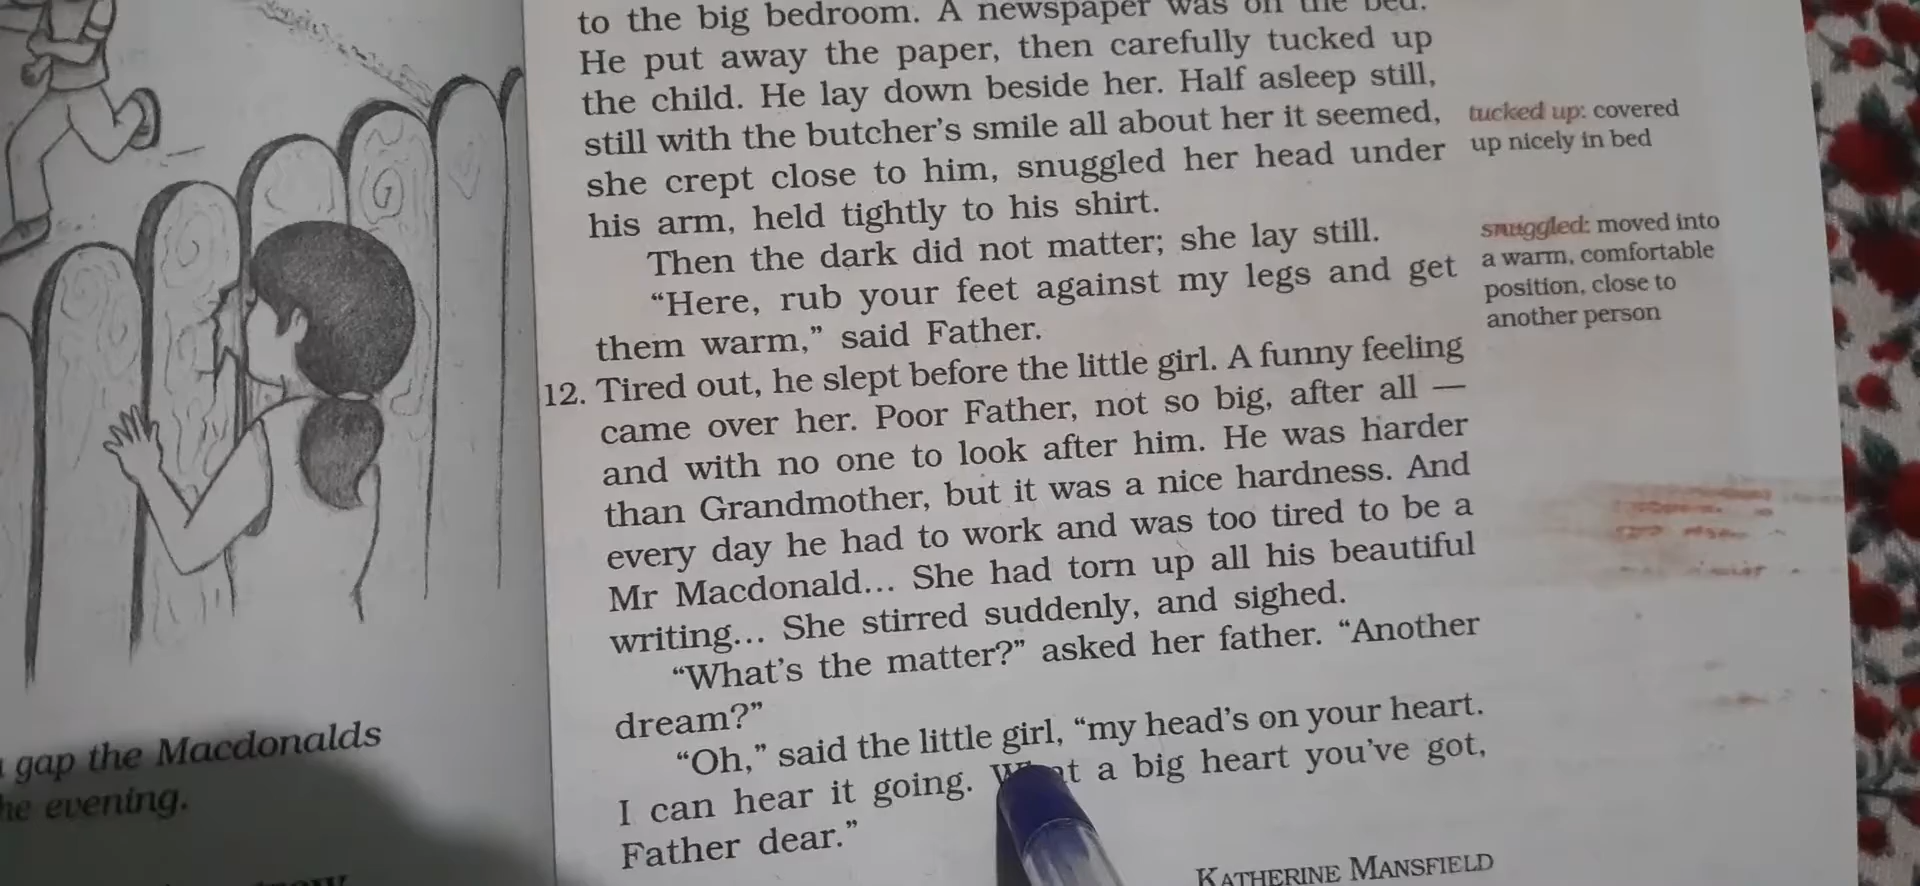 to the big bedroom. A newspaper was on the bed.
He put away the paper, then carefully tucked up
the child. He lay down beside her. Half asleep still,
still with the butcher's smile all about her it seemed,
she crept close to him, snuggled her head under
his arm, held tightly to his shirt.
Then the dark did not matter; she lay still.
“Here, rub your feet against my legs and get
them warm,” said Father.
12. Tired out, he slept before the little girl. A funny feeling
came over her. Poor Father, not so big, after all —
and with no one to look after him. He was harder
than Grandmother, but it was a nice hardness. And
every day he had to work and was too tired to be a
Mr Macdonald... She had torn up all his beautiful
writing... She stirred suddenly, and sighed.
“What's the matter?” asked her father. “Another
dream?”
“Oh,” said the little girl, “my head's on your heart.
I can hear it going. What a big heart you've got,
Father dear.”
KATHERINE MANSFIELD
tucked up: covered
up nicely in bed
snuggled: moved into
a warm, comfortable
position, close to
another person
gap the Macdonalds
evening.